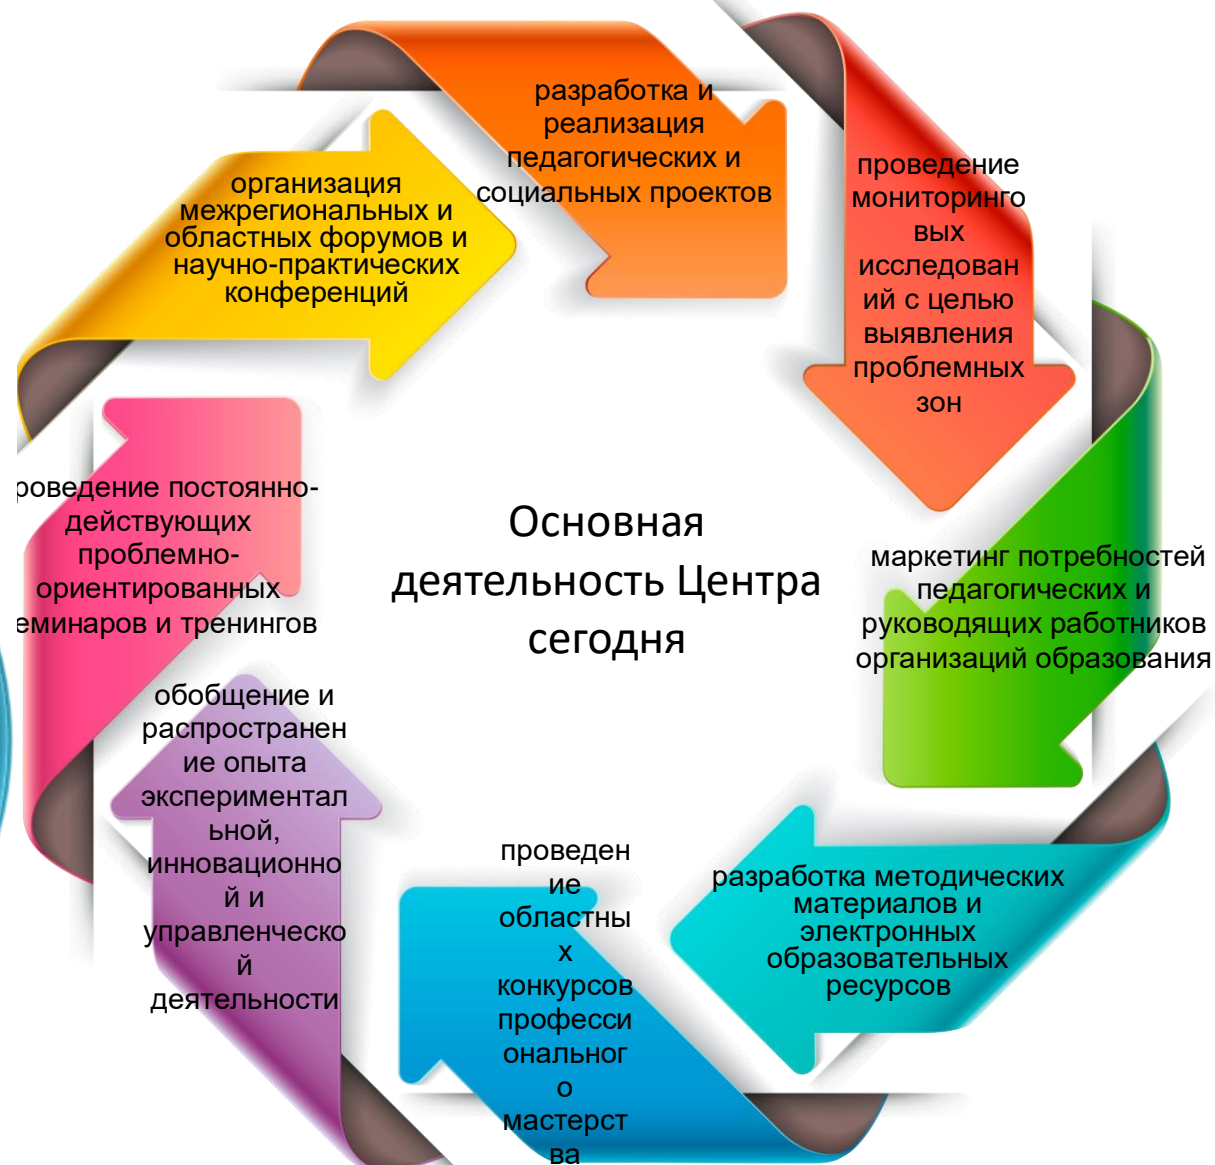 разработка и
реализация
педагогических и
социальных проектов
проведение
мониторинго
вых
исследован
ий с целью
выявления
проблемных
зон
организация
межрегиональных и
областных форумов и
научно-практических
конференций
роведение постоянно-
действующих
проблемно-
ориентированных
еминаров и тренингов
Основная
деятельность Центра
сегодня
маркетинг потребностей
педагогических и
руководящих работников
организаций образования
обобщение и
распространен
ие опыта
эксперименталь
ьной,
инновационно
й и
управленческо
й
деятельности
проведен
ие
областны
х
конкурсов
професси
ональног
о
мастерст
ва
разработка методических
материалов и
электронных
образовательных
ресурсов